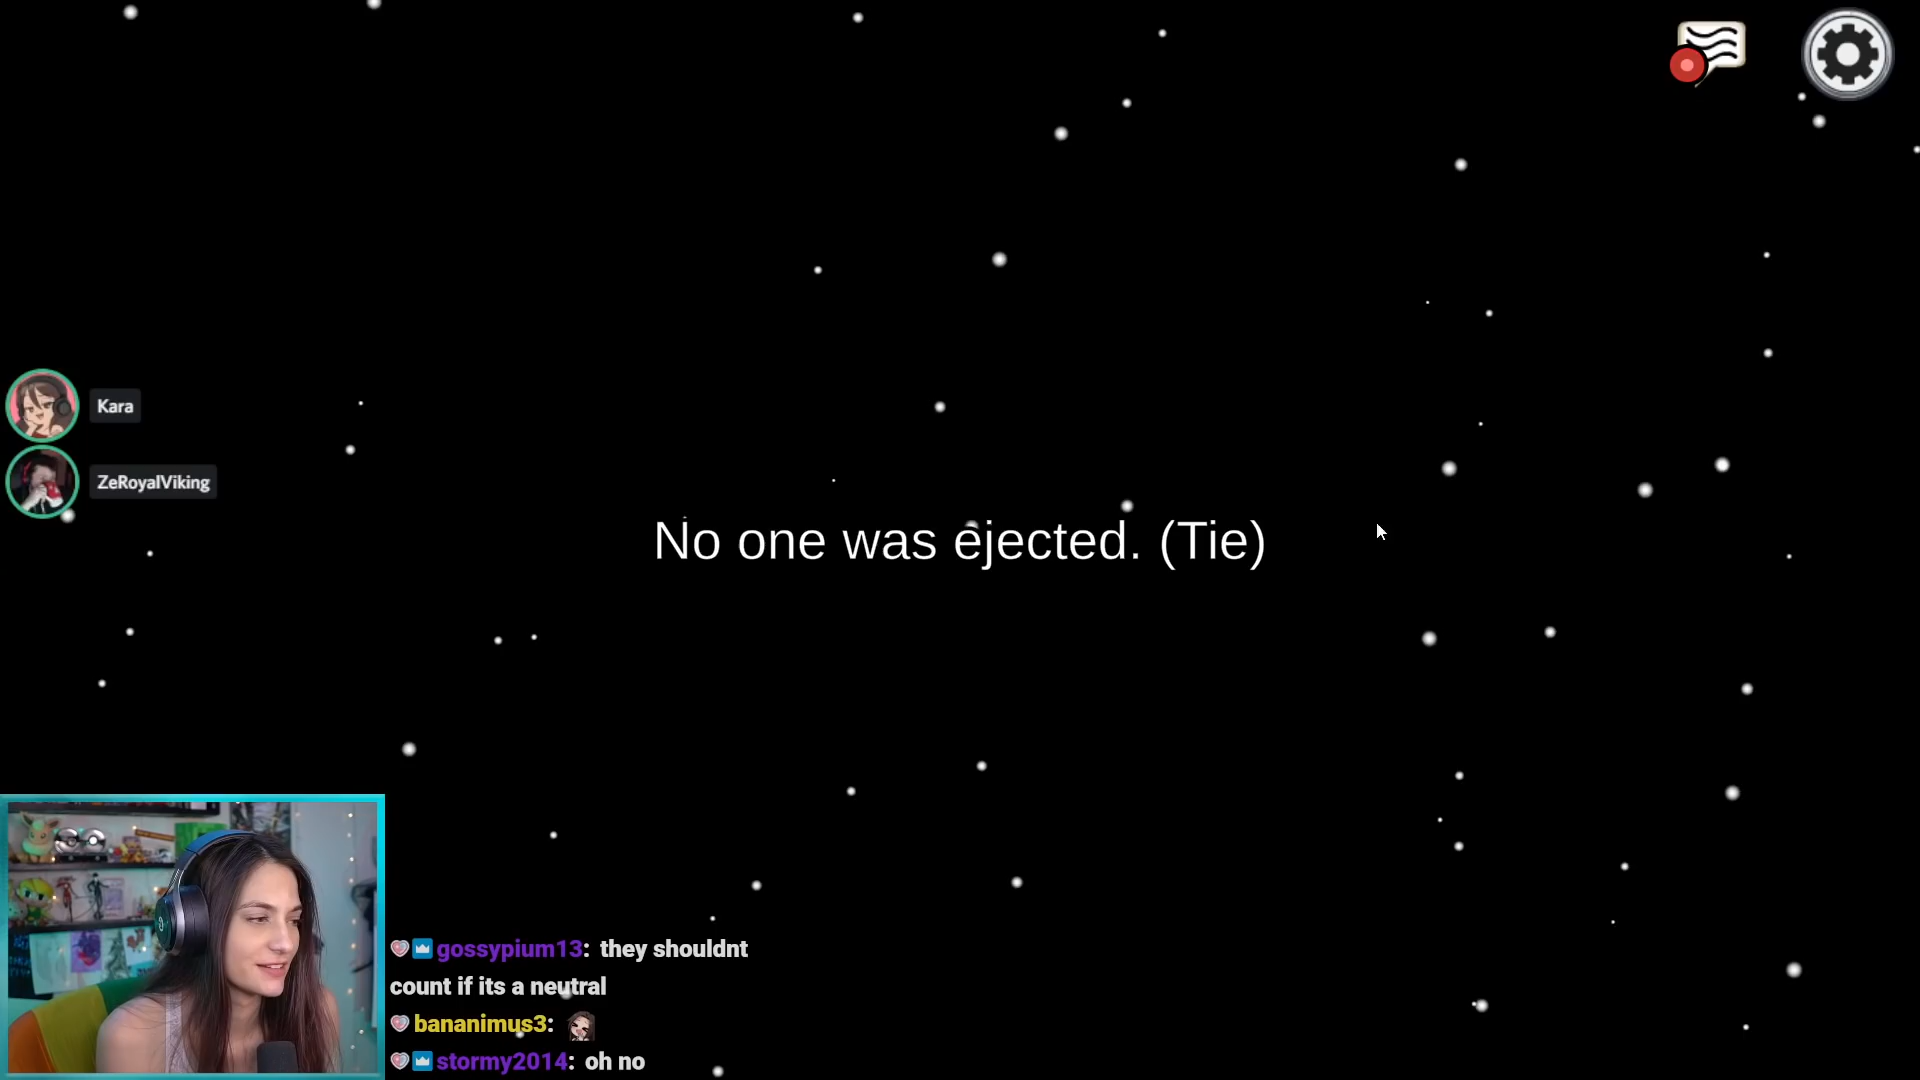 Kara
ZeRoyalViking
No one was ejected. (Tie)
gossypium13: they shouldnt
count if its a neutral
bananimus3:
stormy2014: oh no